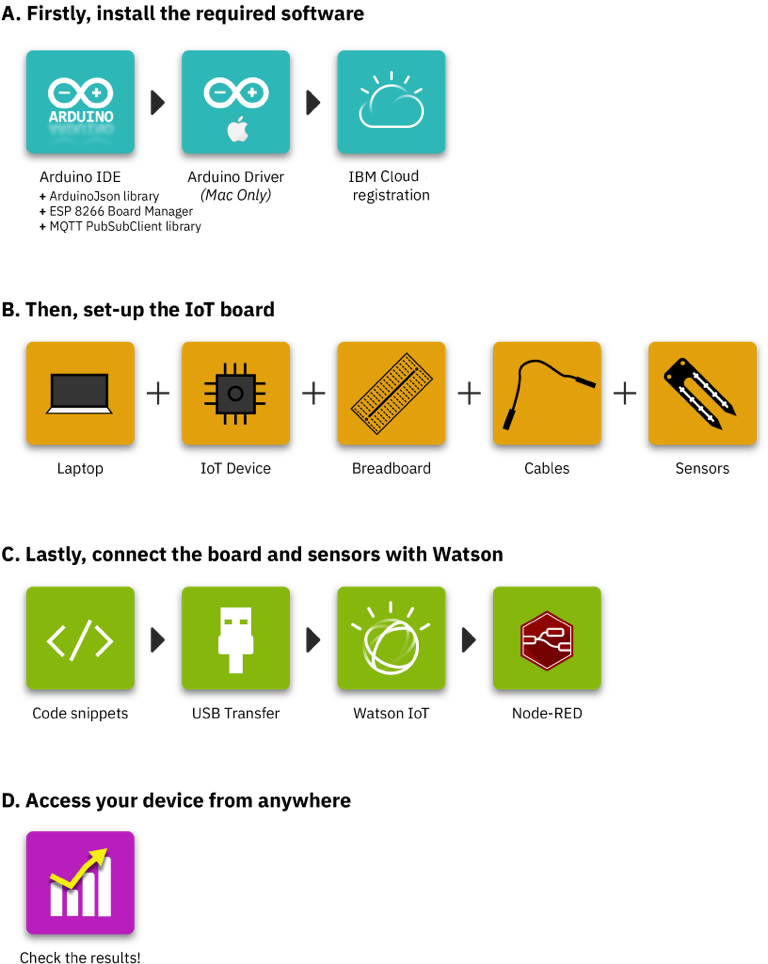 A. Firstly, install the required software
ARDUINO
Arduino IDE
+ ArduinoJson library
+ ESP 8266 Board Manager
+ MQTT PubSubClient library
Arduino Driver
(Mac Only)
IBM Cloud
registration
B. Then, set-up the IoT board
Laptop
IoT Device
Breadboard
Cables
Sensors
C. Lastly, connect the board and sensors with Watson
Code snippets
USB Transfer
Watson IoT
Node-RED
D. Access your device from anywhere
Check the results!